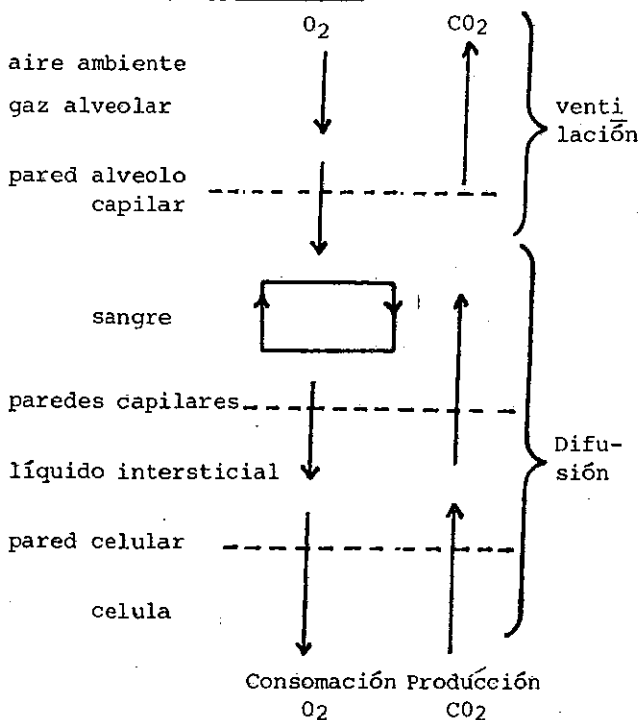 O2 CO2
aire ambiente
gaz alveolar
venti
lación
pared alveolo
capilar
sangre
paredes capilares
líquido intersticial
Difu-
sión
pared celular
celula
Consomación Producción
O2 CO2